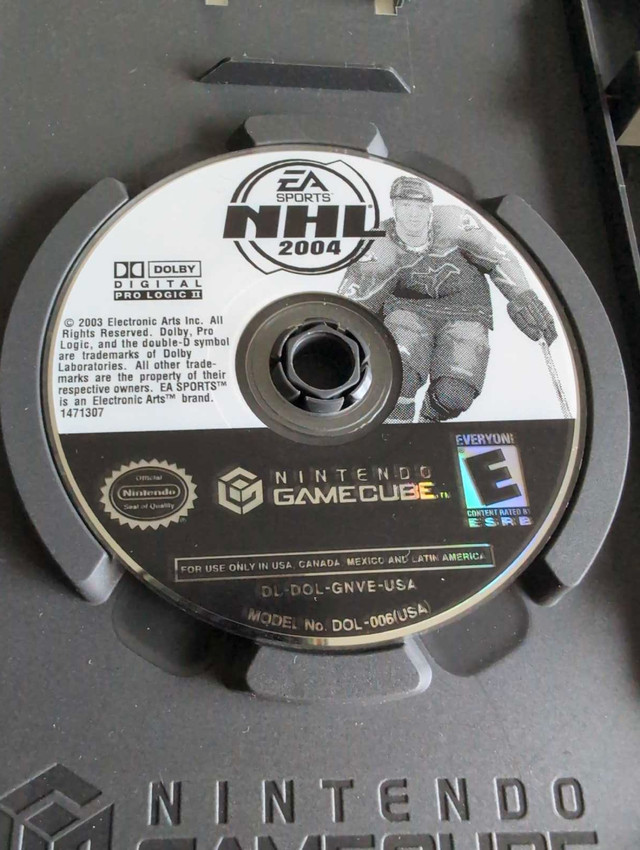 EA
SPORTS™
NHL
2004
DOLBY
DIGITAL
PRO LOGIC II
© 2003 Electronic Arts Inc. All
Rights Reserved. Dolby, Pro
Logic, and the double-D symbol
are trademarks of Dolby
Laboratories. All other trade-
marks are the property of their
respective owners. EA SPORTS™
is an Electronic Arts™ brand.
1471307
EVERYONE
E
CONTENT RATED BY
ESRB
Official
Nintendo
Seal of Quality
NINTENDO
GAMECUBE™
FOR USE ONLY IN USA, CANADA, MEXICO AND LATIN AMERICA
DL-DOL-GNVE-USA
MODEL No. DOL-006(USA)
NINTENDO
GAMECUBE